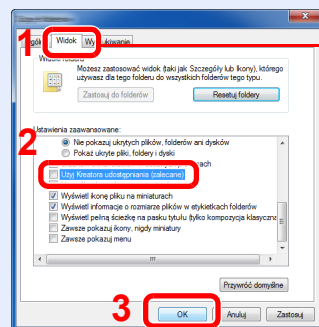 1
Widok
Możesz zastosować widok (taki jak Szczegóły lub Ikony), którego
używasz dla tego folderu do wszystkich folderów tego typu.
Zastosuj do folderów
Resetuj foldery
Ustawienia zaawansowane:
2
Nie pokazuj ukrytych plików, folderów ani dysków
Pokaż ukryte pliki, foldery i dyski
Użyj Kreatora udostępniania (zalecane)
Wyświetl ikonę pliku na miniaturach
Wyświetl informacje o rozmiarze plików w etykietkach folderów
Wyświetl pełną ścieżkę na pasku tytułu (tylko kompozycja klasyczna
Zawsze pokazuj ikony, nigdy miniatury
Zawsze pokazuj menu
Przywróć domyślne
3
OK
Anuluj
Zastosuj